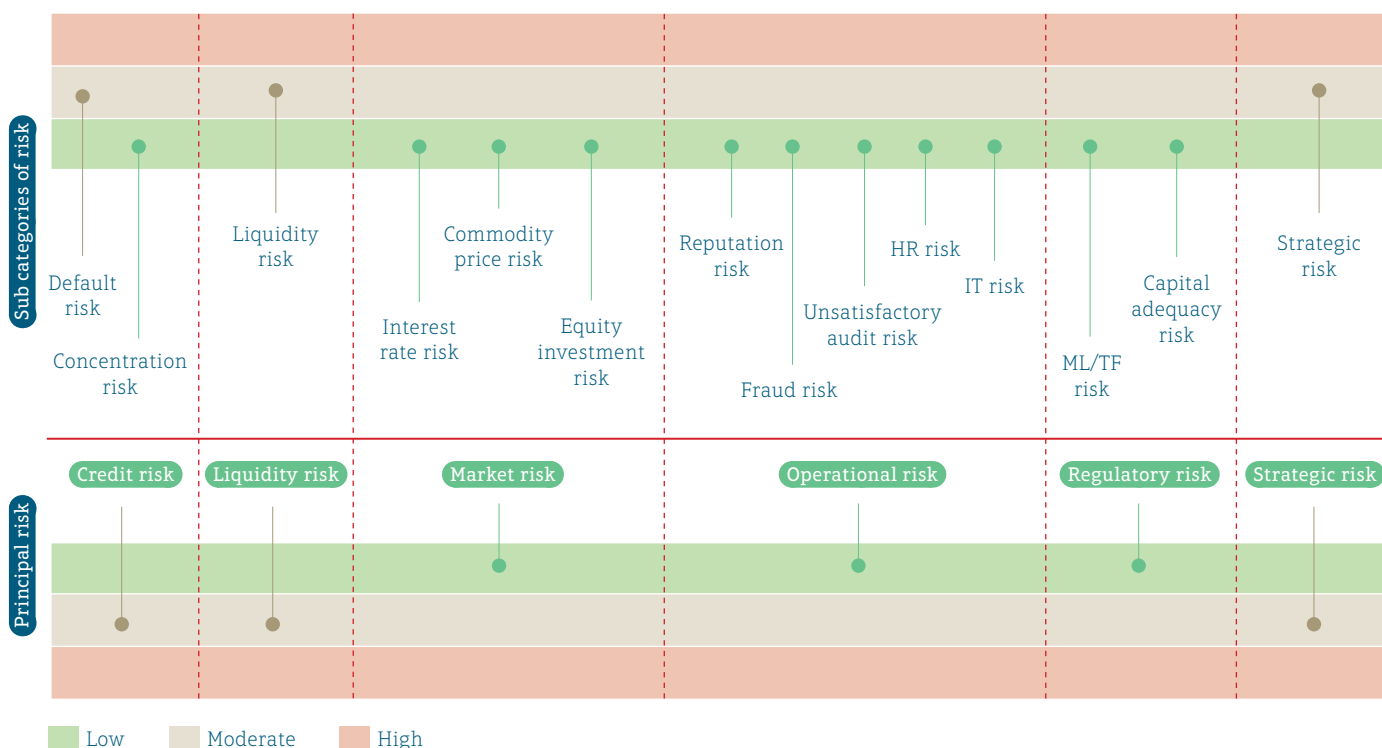 Sub categories of risk
Default
risk
Concentration
risk
Liquidity
risk
Interest
rate risk
Commodity
price risk
Equity
investment
risk
Reputation
risk
Fraud risk
Unsatisfactory
audit risk
HR risk
IT risk
ML/TF
risk
Capital
adequacy
risk
Strategic
risk
Principal risk
Credit risk
Liquidity risk
Market risk
Operational risk
Regulatory risk
Strategic risk
Low
Moderate
High